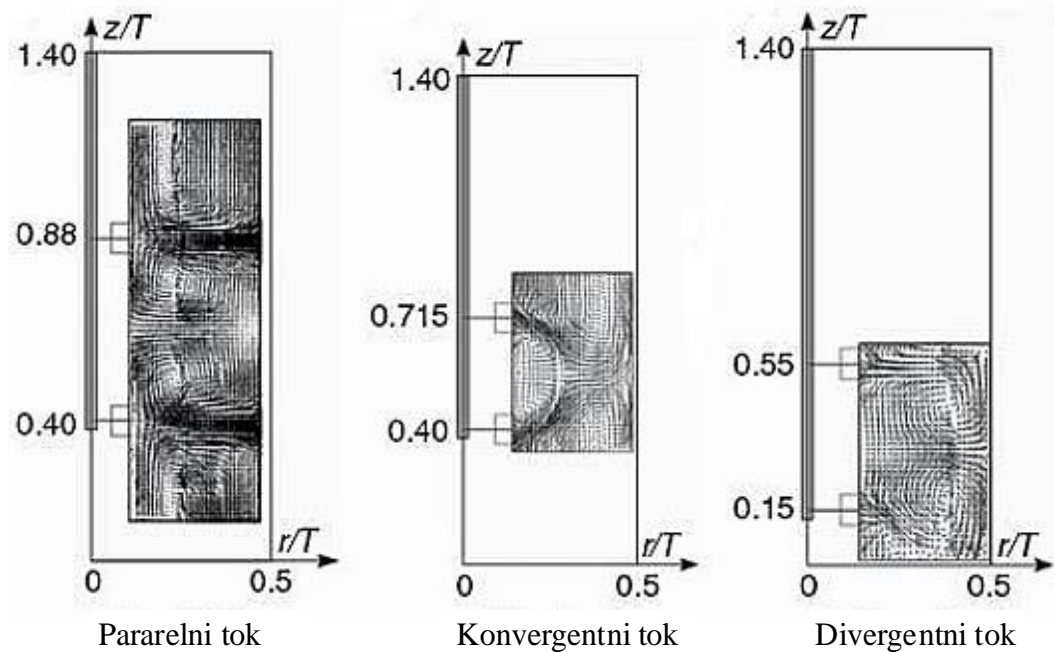 z/T
1.40
0.88
0.40
r/T
0
0.5
Pararelni tok
z/T
1.40
0.715
0.40
r/T
0
0.5
Konvergentni tok
z/T
1.40
0.55
0.15
r/T
0
0.5
Divergentni tok